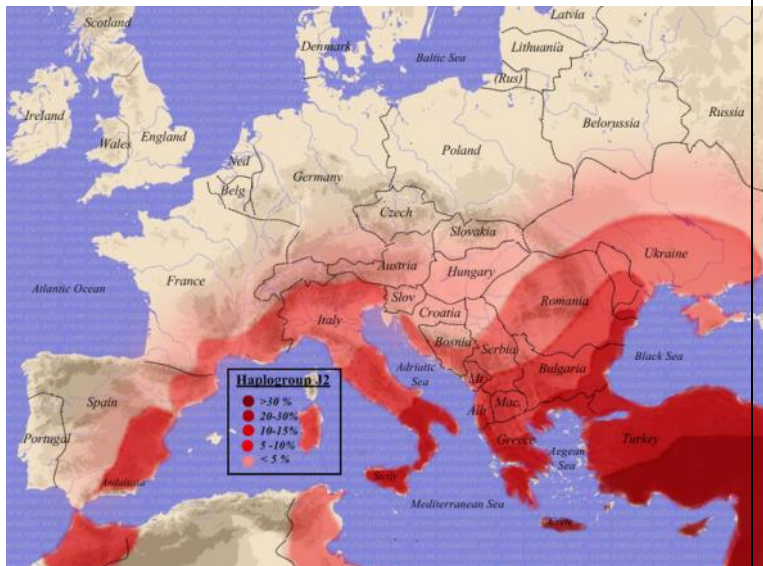 Scotland
Latvia
Denmark
Baltic Sea
Lithuania
(Rus)
Russia
Ireland
Wales
England
Belorussia
Ned
Poland
Belg
Germany
Czech
Slovakia
Ukraine
Atlantic Ocean
France
Austria
Hungary
Slov
Croatia
Romania
Italy
Bosnia
Serbia
Black Sea
Adriatic
Sea
Bulgaria
Haplogroup J2
>30 %
20-30%
10-15%
5 -10%
< 5 %
Spain
Portugal
Andalusia
Mt
Mac.
Alb
Greece
Aegean
Sea
Turkey
Sicily
Mediterranean Sea
Crete